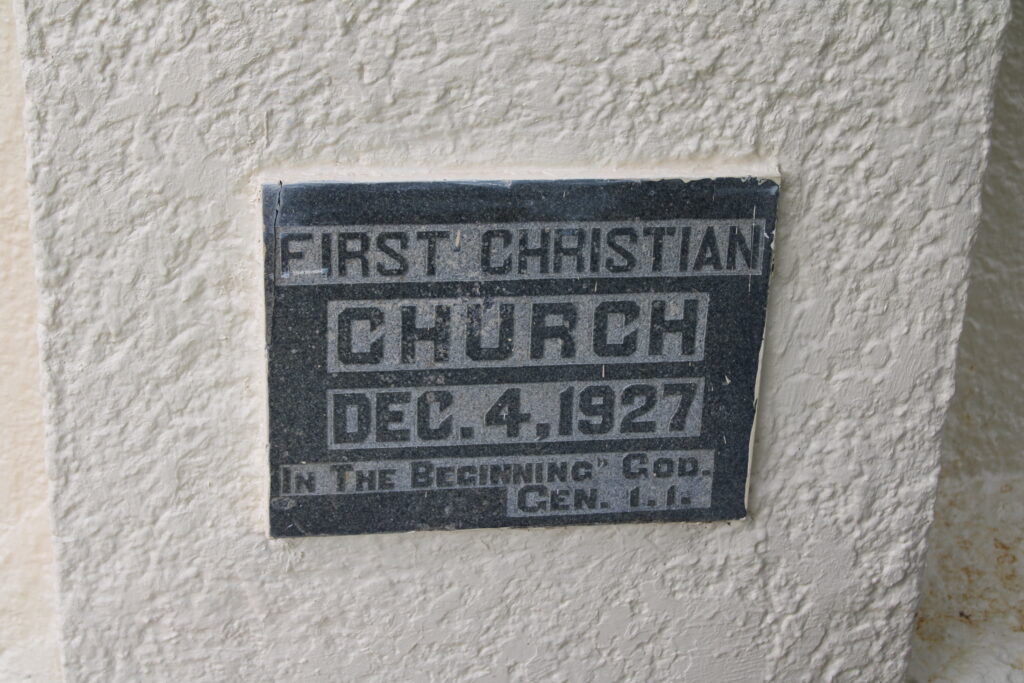 FIRST CHRISTIAN
CHURCH
DEC. 4, 1927
IN THE BEGINNING" GOD.
GEN. 1.1.